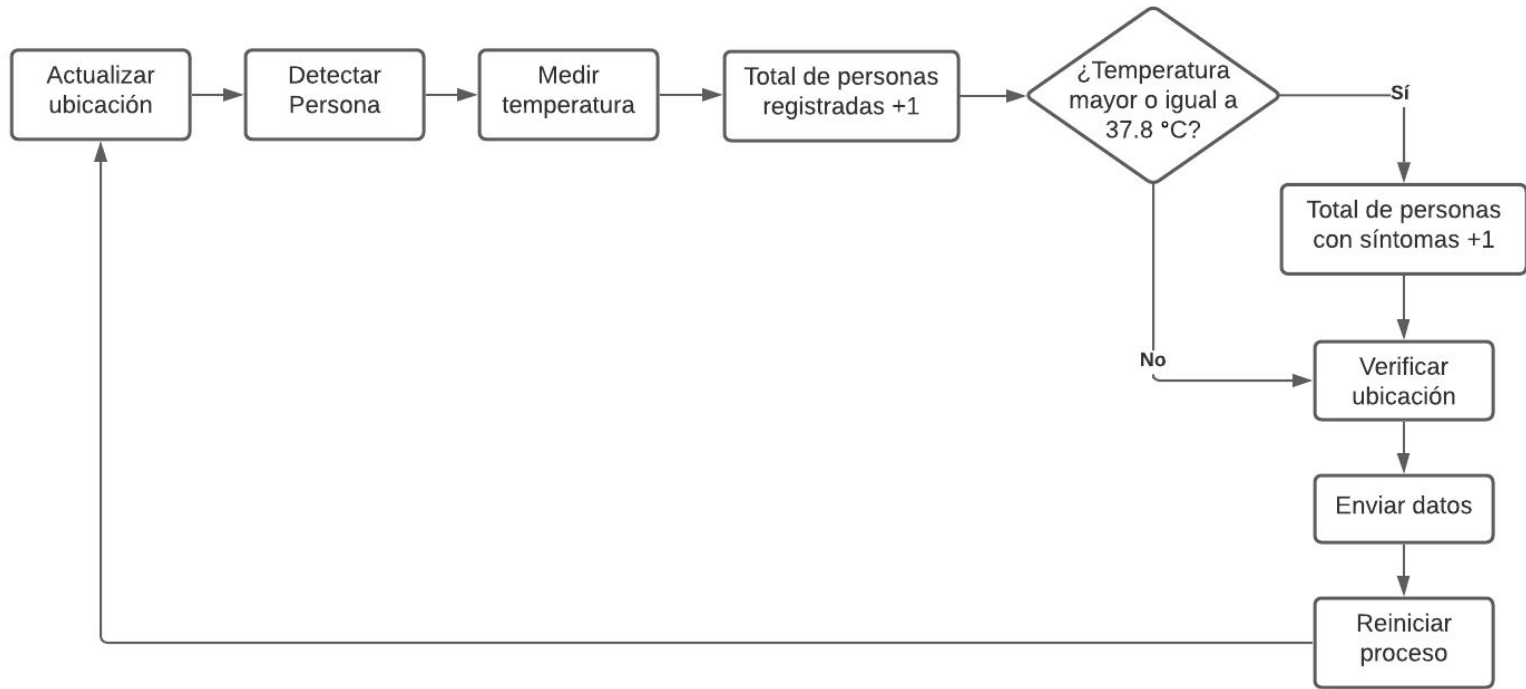 Actualizar
ubicación
Detectar
Persona
Medir
temperatura
Total de personas
registradas +1
¿Temperatura
mayor o igual a
37.8 °C?
Sí
Total de personas
con síntomas +1
No
Verificar
ubicación
Enviar datos
Reiniciar
proceso